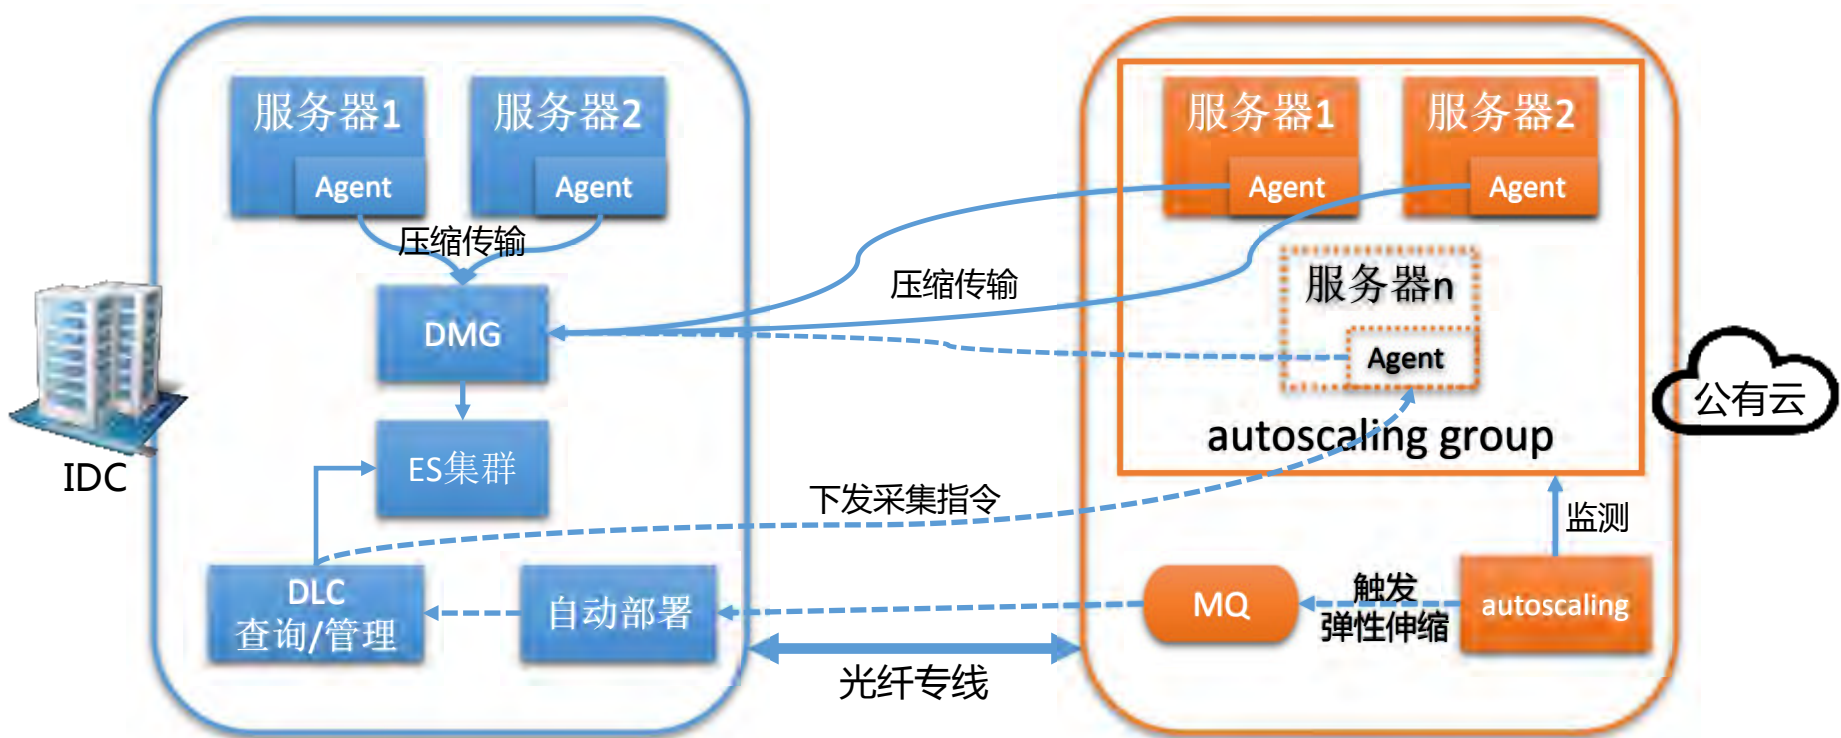 服务器1
Agent
服务器2
Agent
压缩传输
DMG
ES集群
DLC
查询/管理
自动部署
IDC
压缩传输
下发采集指令
光纤专线
服务器1
Agent
服务器2
Agent
服务器n
Agent
autoscaling group
监测
MQ
触发
弹性伸缩
autoscaling
公有云